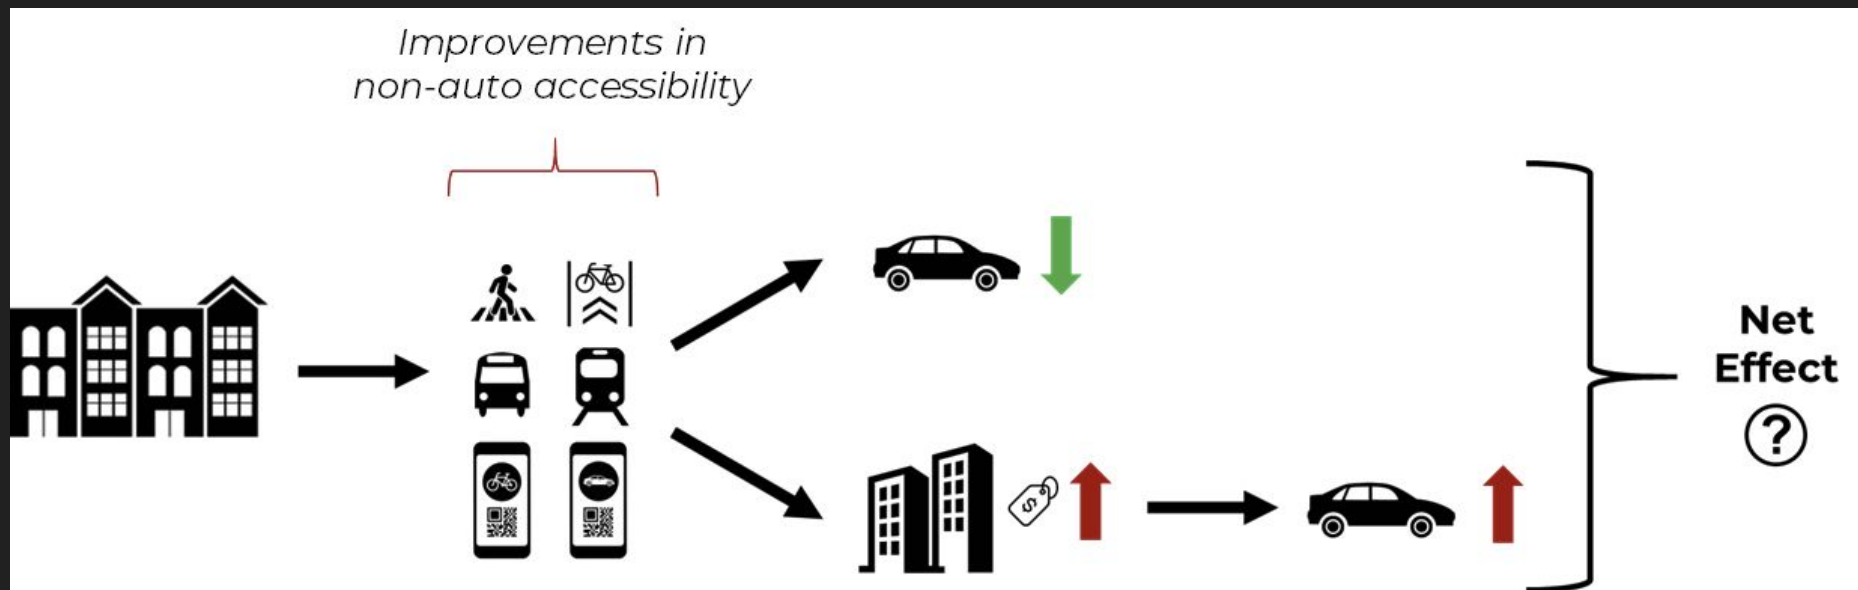 Improvements in
non-auto accessibility
$
Net
Effect
?